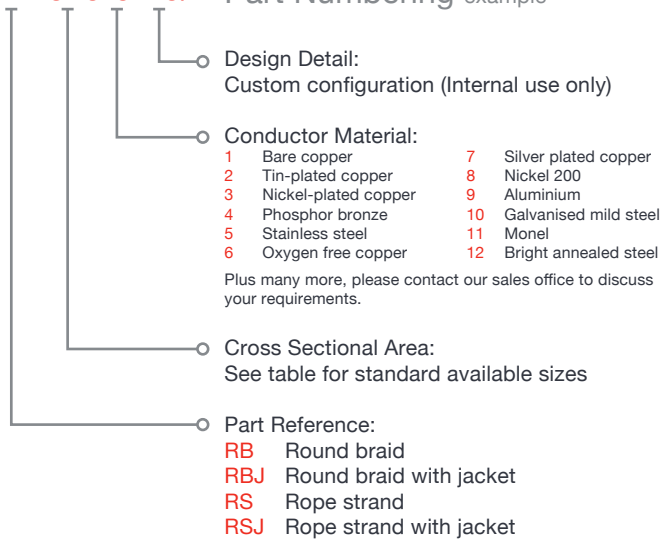 Part Numbering example
Design Detail:
Custom configuration (Internal use only)
Conductor Material:
1 Bare copper
2 Tin-plated copper
3 Nickel-plated copper
4 Phosphor bronze
5 Stainless steel
6 Oxygen free copper
7 Silver plated copper
8 Nickel 200
9 Aluminium
10 Galvanised mild steel
11 Monel
12 Bright annealed steel
Plus many more, please contact our sales office to discuss
your requirements.
Cross Sectional Area:
See table for standard available sizes
Part Reference:
RB Round braid
RBJ Round braid with jacket
RS Rope strand
RSJ Rope strand with jacket